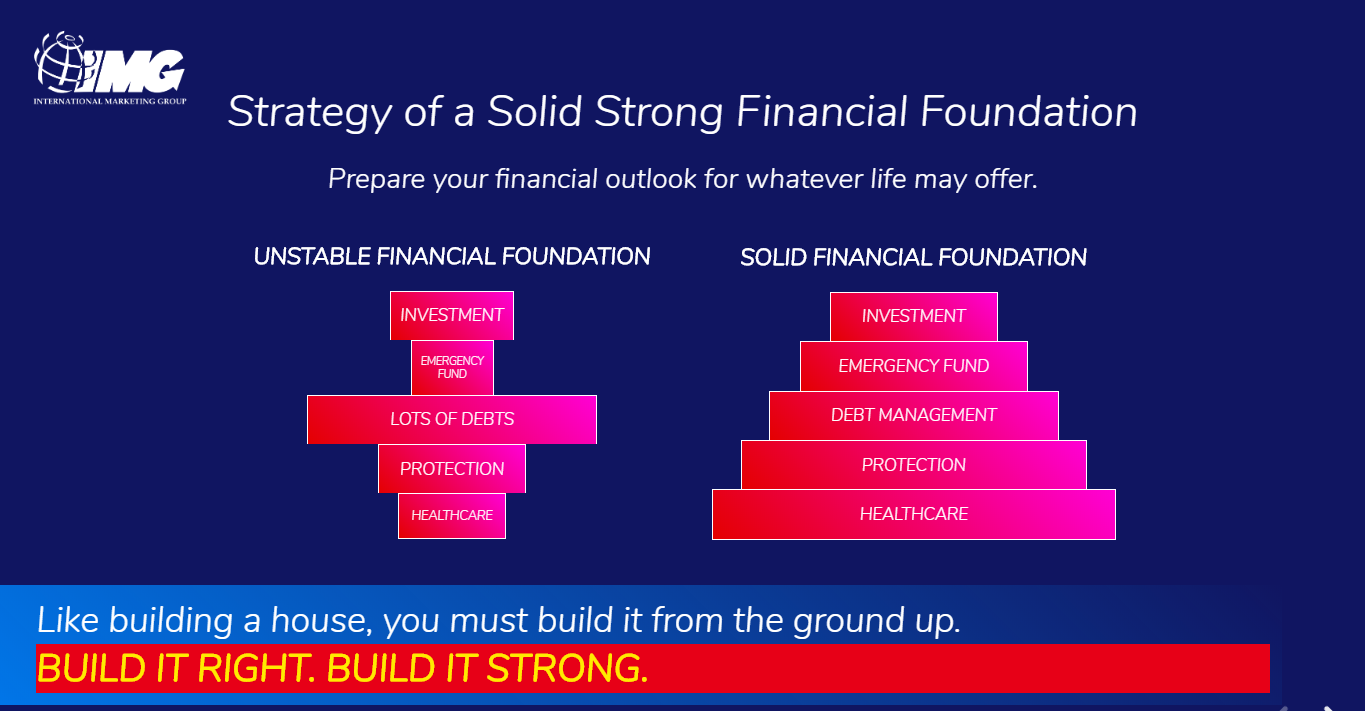 IMG
INTERNATIONAL MARKETING GROUP
Strategy of a Solid Strong Financial Foundation
Prepare your financial outlook for whatever life may offer.
UNSTABLE FINANCIAL FOUNDATION
INVESTMENT
EMERGENCY
FUND
LOTS OF DEBTS
PROTECTION
HEALTHCARE
SOLID FINANCIAL FOUNDATION
INVESTMENT
EMERGENCY FUND
DEBT MANAGEMENT
PROTECTION
HEALTHCARE
Like building a house, you must build it from the ground up.
BUILD IT RIGHT. BUILD IT STRONG.